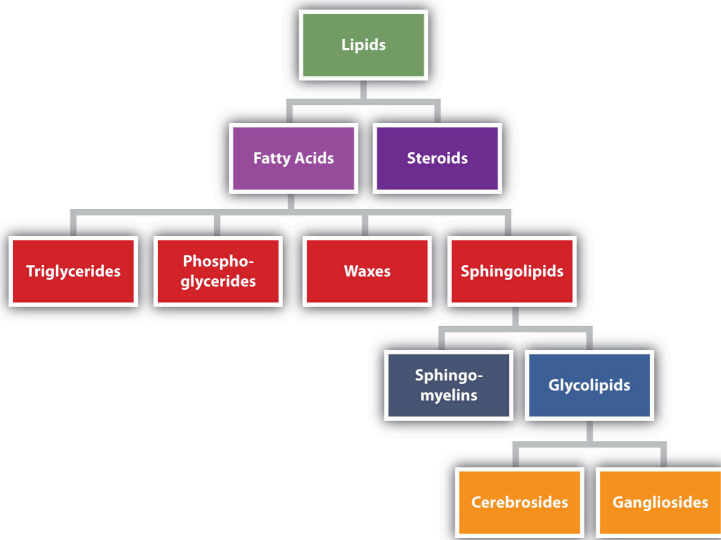 Lipids
Fatty Acids
Steroids
Triglycerides
Phospho-
glycerides
Waxes
Sphingolipids
Sphingo-
myelins
Glycolipids
Cerebrosides
Gangliosides